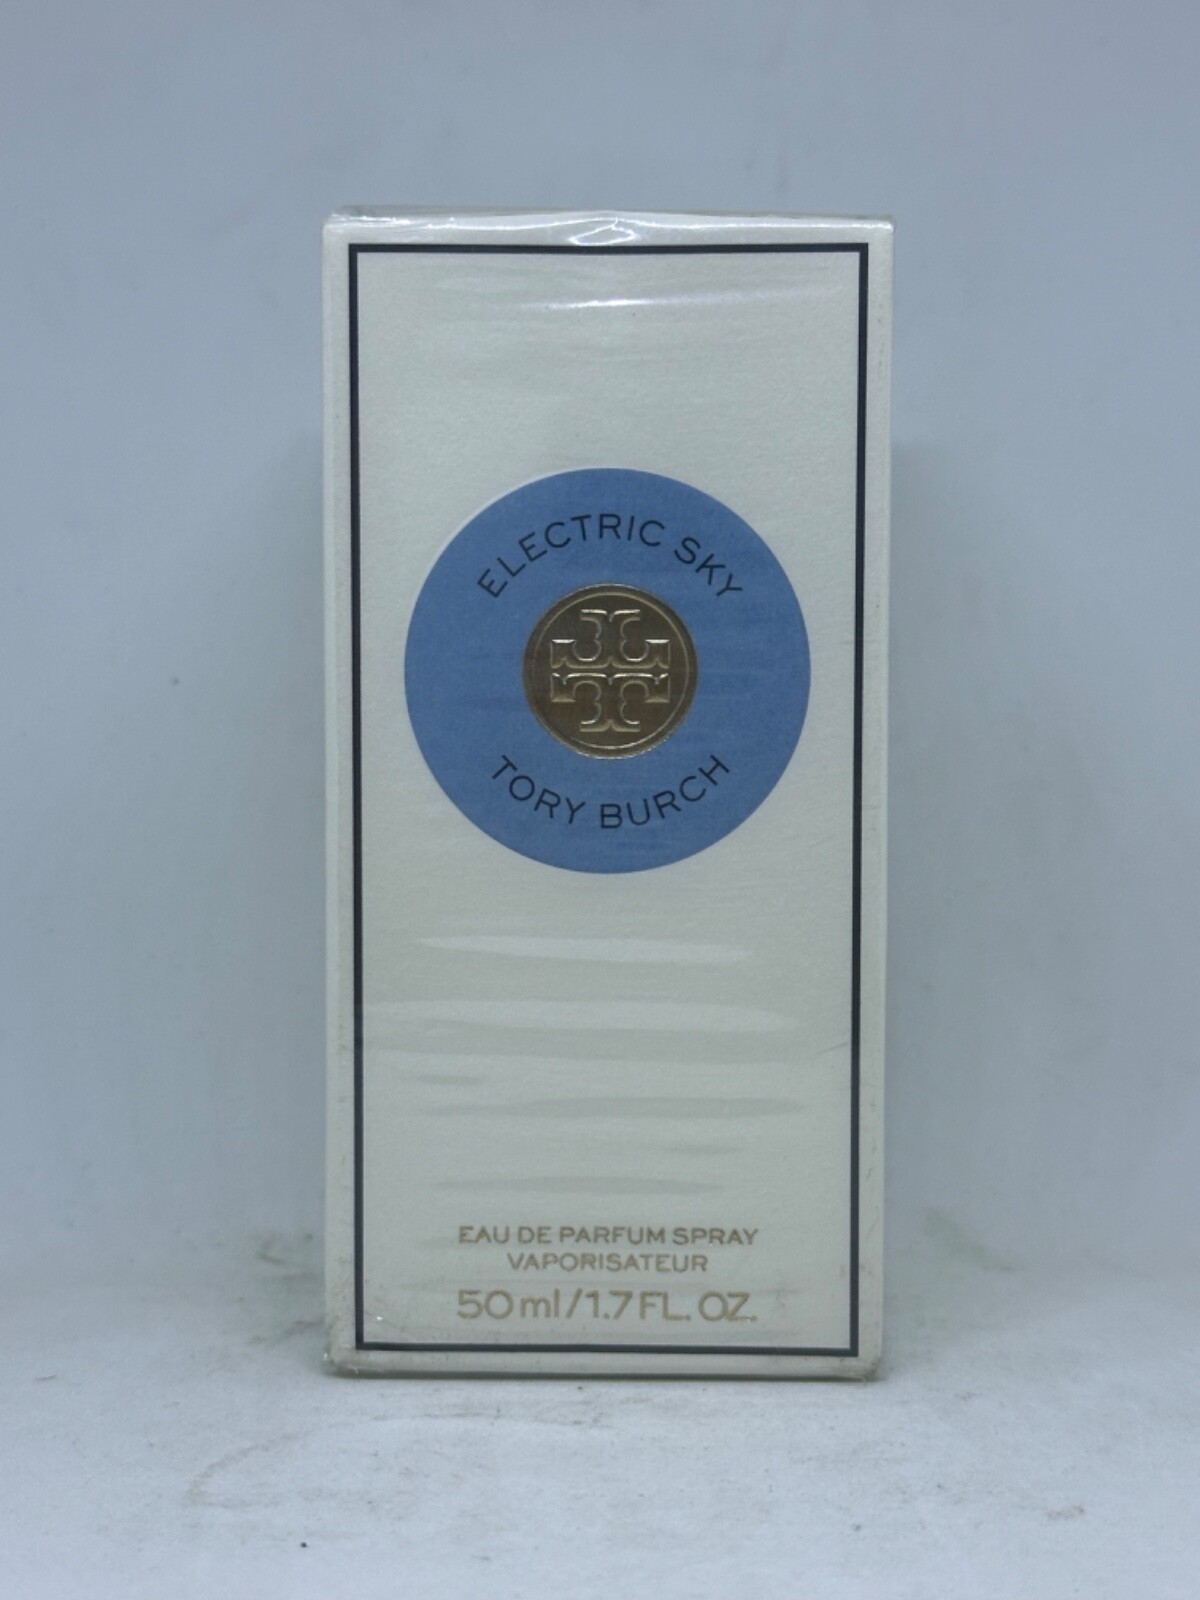 ELECTRIC SKY
TORY BURCH
EAU DE PARFUM SPRAY
VAPORISATEUR
50 ml/1.7 FL. OZ.